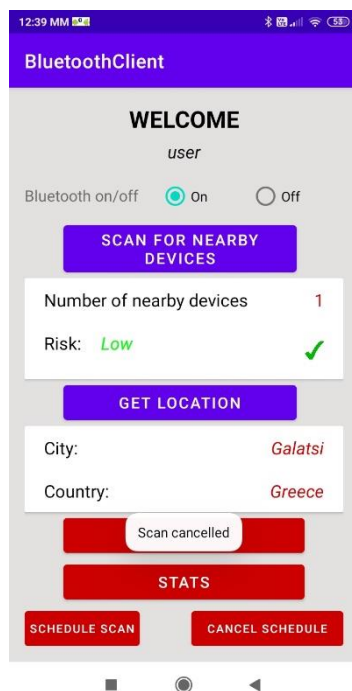 12:39 MM
53
BluetoothClient
WELCOME
user
Bluetooth on/off On Off
SCAN FOR NEARBY
DEVICES
Number of nearby devices 1
Risk: Low
GET LOCATION
City: Galatsi
Country: Greece
Scan cancelled
STATS
SCHEDULE SCAN CANCEL SCHEDULE